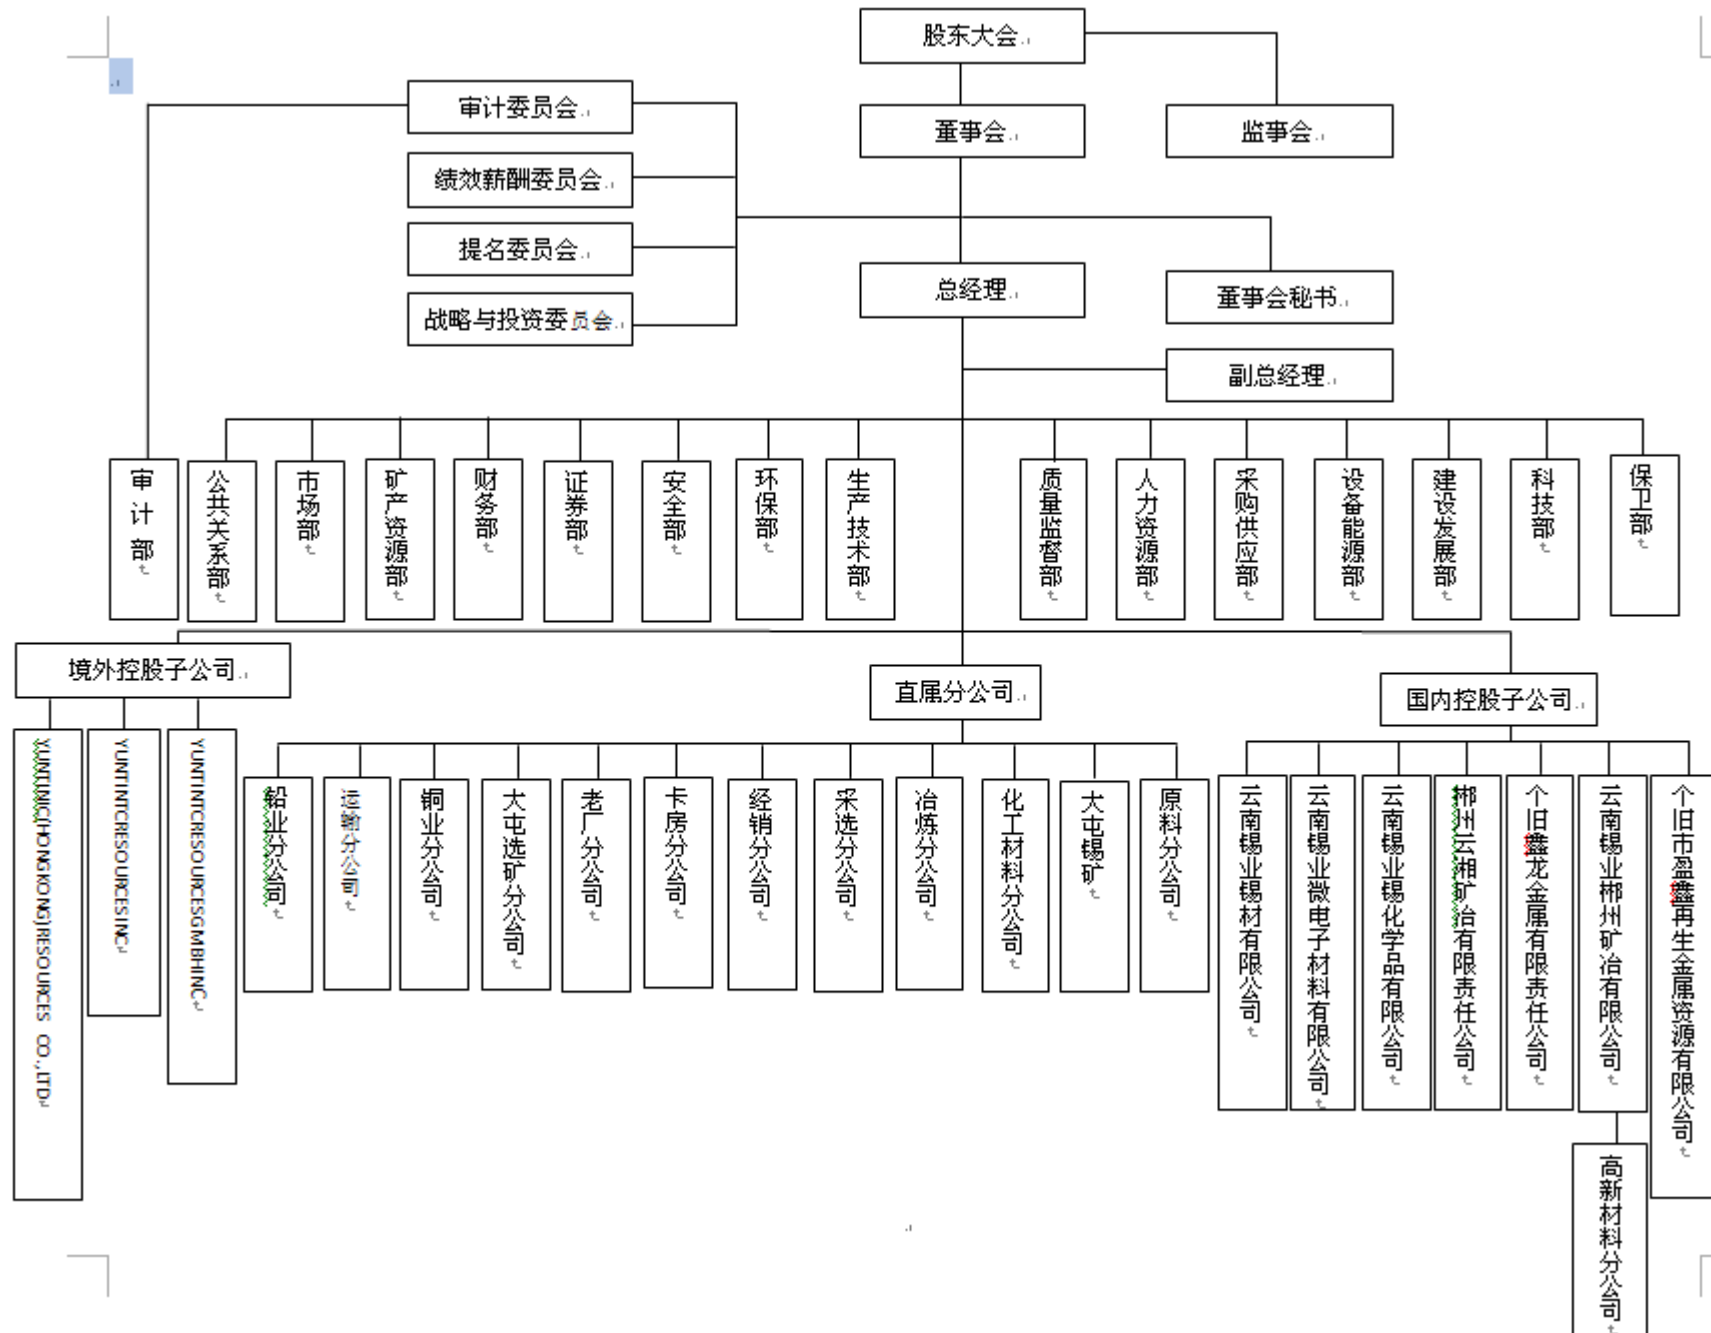 股东大会
审计委员会
董事会
监事会
绩效薪酬委员会
提名委员会
总经理
董事会秘书
战略与投资委员会
副总经理
审计部
公共关系部
市场部
矿产资源部
财务部
证券部
安全部
环保部
生产技术部
质量监督部
人力资源部
采购供应部
设备能源部
建设发展部
科技部
保卫部
境外控股子公司
直属分公司
国内控股子公司
YUNTINIC(HONGKONG)RESOURCES CO.,LTD
YUNTINTCRESOURCESINC
YUNTINTCRESOURCESGMBHINC
铅业分公司
运输分公司
铜业分公司
大屯选矿分公司
老厂分公司
卡房分公司
经销分公司
采选分公司
冶炼分公司
化工材料分公司
大屯锡矿
原料分公司
云南锡业锡材有限公司
云南锡业微电子材料有限公司
云南锡业锡化学品有限公司
郴州云湘矿冶有限责任公司
个旧鑫龙金属有限责任公司
云南锡业郴州矿冶有限公司
个旧市盈鑫再生金属资源有限公司
高新材料分公司